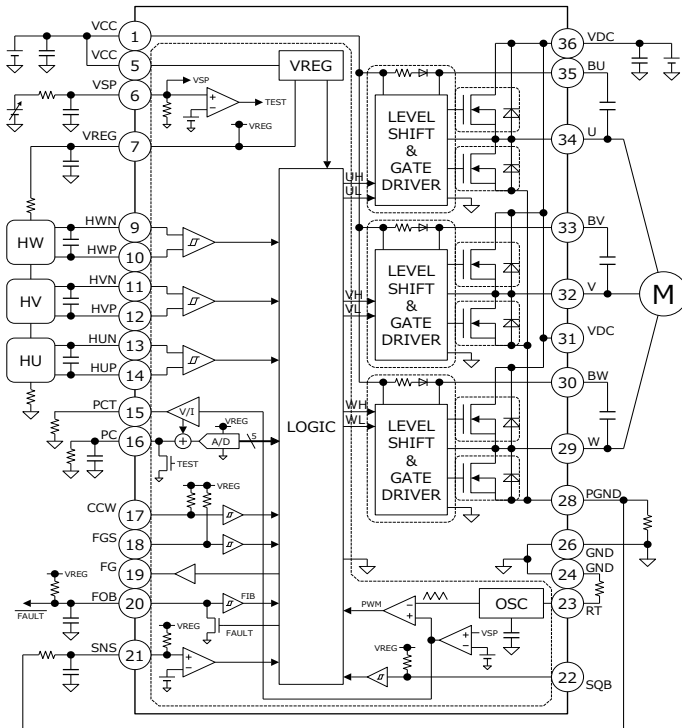 VCC
1
VCC
5
VSP
6
VREG
7
HWN
9
HWP
10
HVN
11
HVP
12
HUN
13
HUP
14
PCT
15
PC
16
CCW
17
FGS
18
FG
19
FOB
20
SNS
21
HW
HV
HU
VREG
FAULT
VSP
TEST
VREG
VREG
V/I
+
VREG
A/D
5
TEST
VREG
FIB
FAULT
VREG
+
−
LOGIC
UH
UL
VH
VL
WH
WL
LEVEL
SHIFT
&
GATE
DRIVER
LEVEL
SHIFT
&
GATE
DRIVER
LEVEL
SHIFT
&
GATE
DRIVER
PWM
−
+
OSC
VSP
+
−
VREG
36
VDC
35
BU
34
U
33
BV
32
V
31
VDC
30
BW
29
W
28
PGND
26
GND
24
GND
23
RT
22
SQB
M
+
−